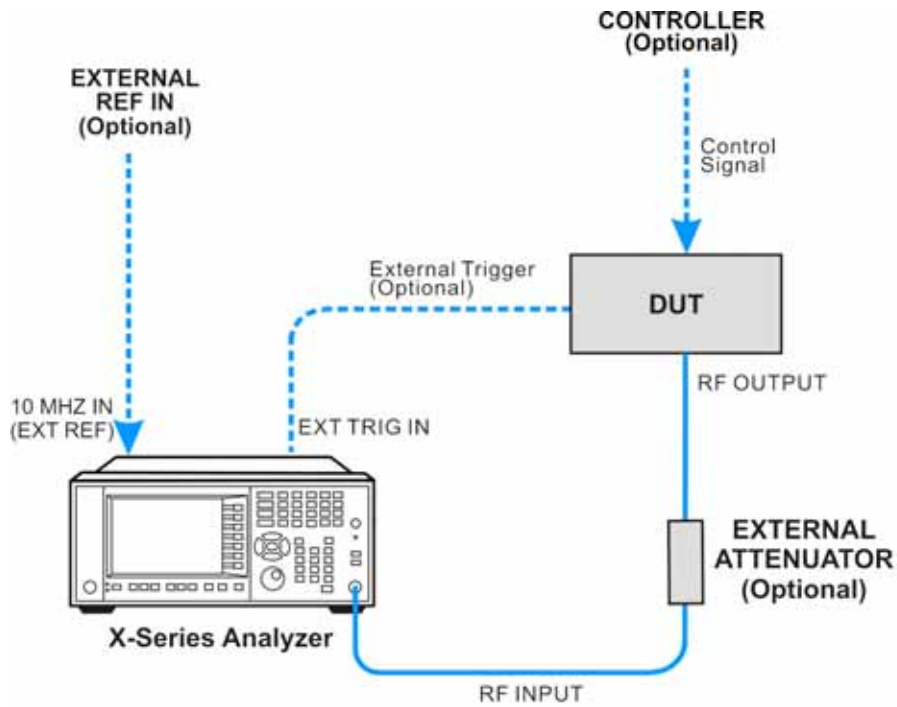 CONTROLLER
(Optional)
EXTERNAL
REF IN
(Optional)
Control
Signal
External Trigger
(Optional)
DUT
RF OUTPUT
10 MHZ IN
(EXT REF)
EXT TRIG IN
EXTERNAL
ATTENUATOR
(Optional)
X-Series Analyzer
RF INPUT